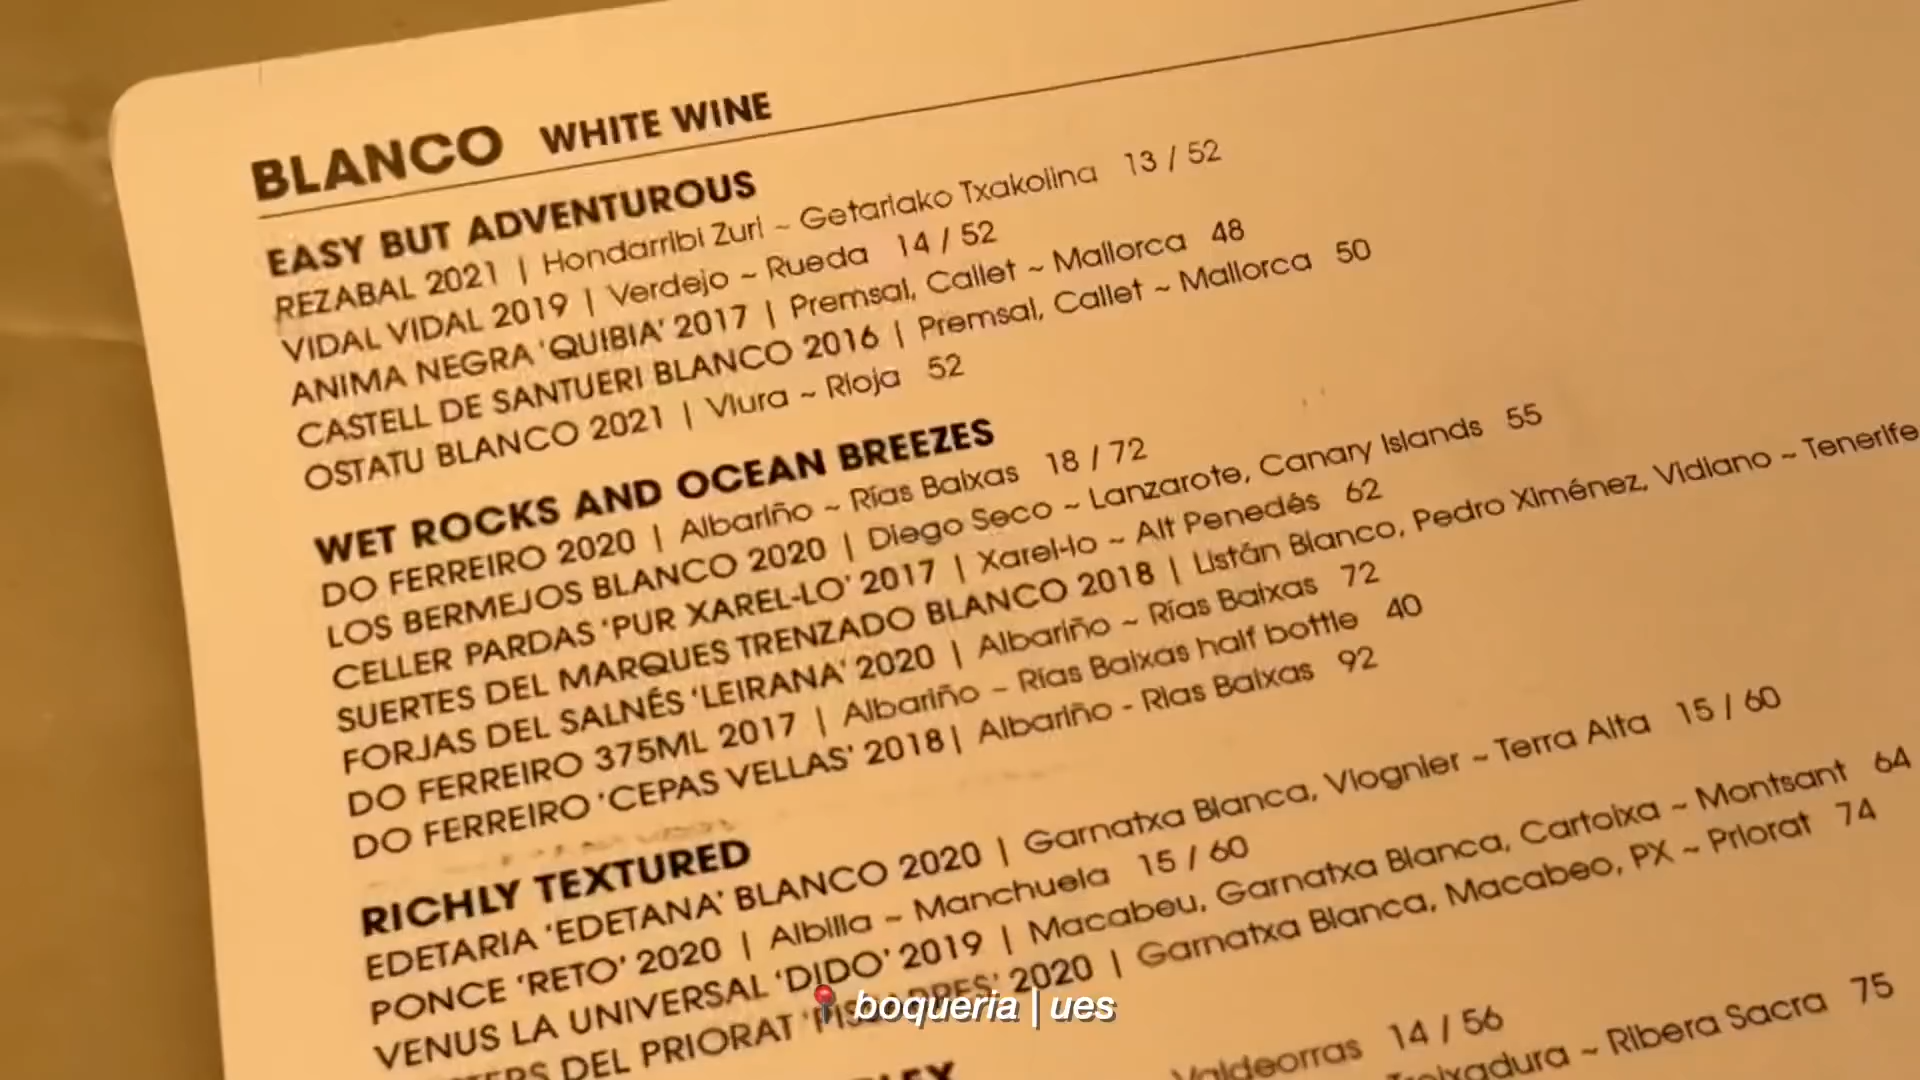 BLANCO WHITE WINE
EASY BUT ADVENTUROUS
REZABAL 2021 | Hondarribi Zuri ~ Getariako Txakolina 13 / 52
VIDAL VIDAL 2019 | Verdejo ~ Rueda 14 / 52
ANIMA NEGRA 'QUIBIA' 2017 | Premsal, Callet ~ Mallorca 48
CASTELL DE SANTUERI BLANCO 2016 | Premsal, Callet ~ Mallorca 50
OSTATU BLANCO 2021 | Viura ~ Rioja 52
WET ROCKS AND OCEAN BREEZES
DO FERREIRO 2020 | Albariño ~ Rías Baixas 18 / 72
LOS BERMEJOS BLANCO 2020 | Diego Seco ~ Lanzarote, Canary Islands 55
CELLER PARDAS 'PUR XAREL-LO' 2017 | Xarel-lo ~ Alt Penedés 62
SUERTES DEL MARQUES TRENZADO BLANCO 2018 | Listán Blanco, Pedro Ximénez, Vidiano ~ Tenerife
FORJAS DEL SALNÉS 'LEIRANA' 2020 | Albariño ~ Rías Baixas 72
DO FERREIRO 375ML 2017 | Albariño ~ Rías Baixas half bottle 40
DO FERREIRO 'CEPAS VELLAS' 2018 | Albariño - Rias Baixas 92
RICHLY TEXTURED
EDETARIA 'EDETANA' BLANCO 2020 | Garnatxa Blanca, Viognier ~ Terra Alta 15 / 60
PONCE 'RETO' 2020 | Albilla ~ Manchuela 15 / 60
VENUS LA UNIVERSAL 'DIDO' 2019 | Macabeu, Garnatxa Blanca, Cartoixa ~ Montsant 64
DEL PRIORAT 2020 | Garnatxa Blanca, Macabeo, PX ~ Priorat 74
Valdeorras 14 / 56
~ Ribera Sacra 75
boqueria | ues